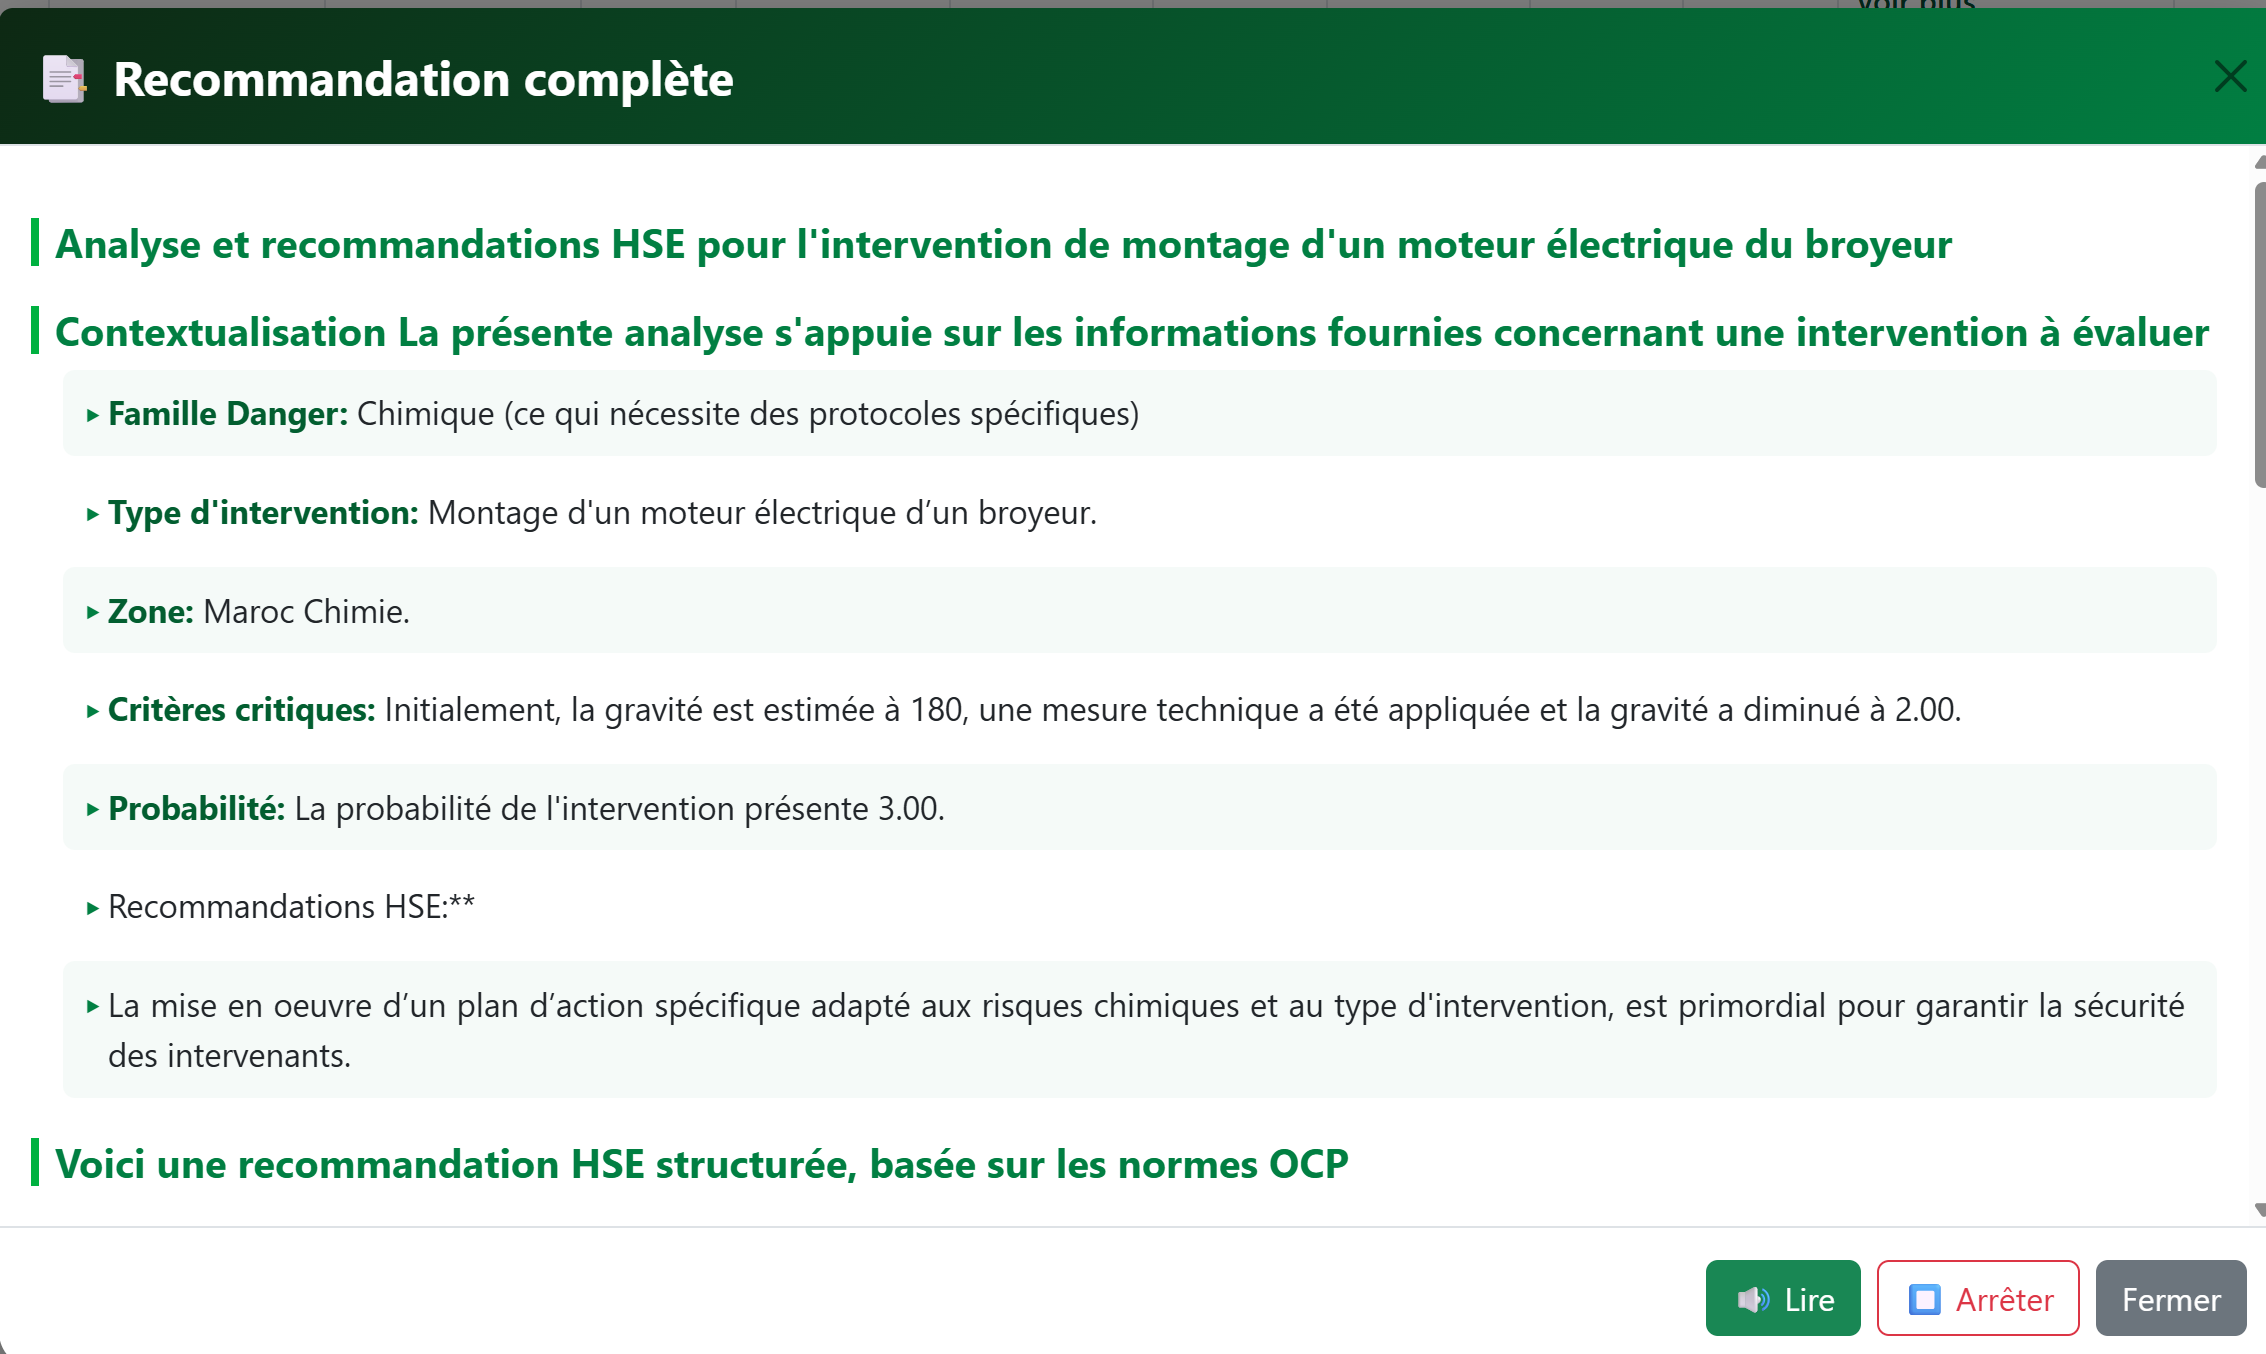 voir plus
Recommandation complète
Analyse et recommandations HSE pour l'intervention de montage d'un moteur électrique du broyeur
Contextualisation La présente analyse s'appuie sur les informations fournies concernant une intervention à évaluer
Famille Danger: Chimique (ce qui nécessite des protocoles spécifiques)
Type d'intervention: Montage d'un moteur électrique d’un broyeur.
Zone: Maroc Chimie.
Critères critiques: Initialement, la gravité est estimée à 180, une mesure technique a été appliquée et la gravité a diminué à 2.00.
Probabilité: La probabilité de l'intervention présente 3.00.
Recommandations HSE:**
La mise en oeuvre d’un plan d’action spécifique adapté aux risques chimiques et au type d'intervention, est primordial pour garantir la sécurité
des intervenants.
Voici une recommandation HSE structurée, basée sur les normes OCP
Lire
Arrêter
Fermer